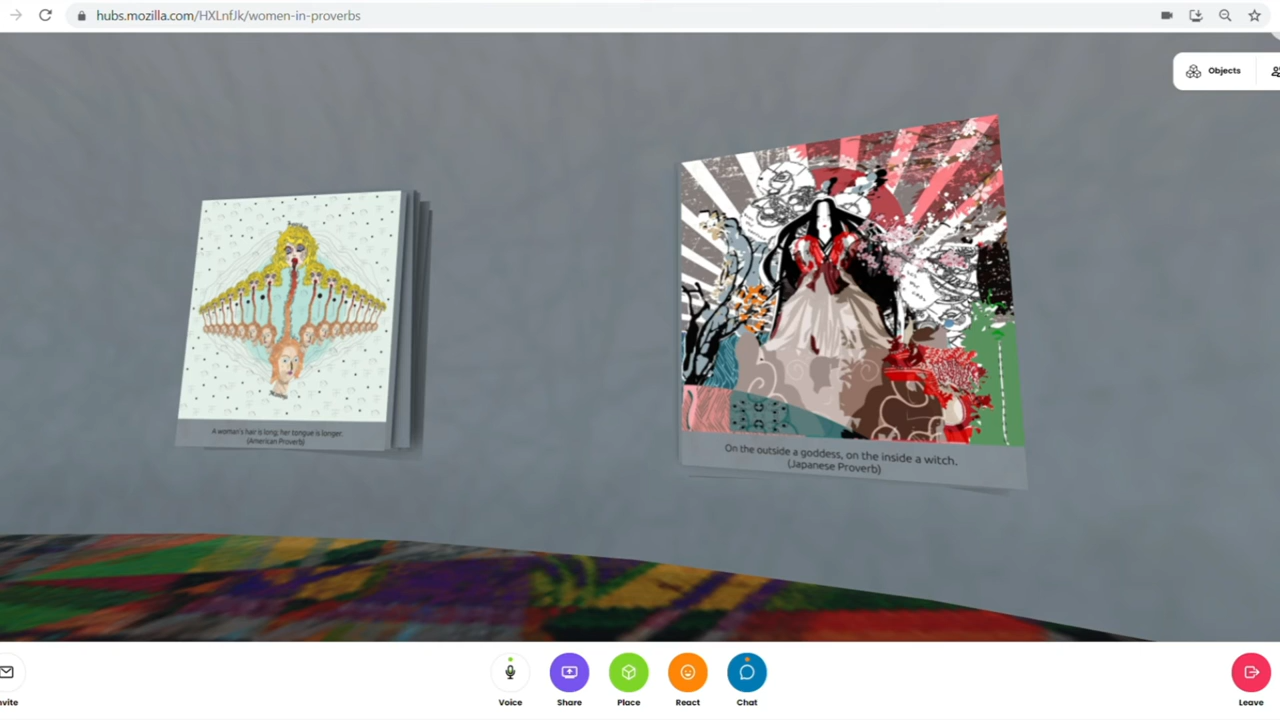 hubs.mozilla.com/HXLnfJk/women-in-proverbs
Objects
A woman's hair is long; her tongue is longer.
(American Proverb)
On the outside a goddess, on the inside a witch.
(Japanese Proverb)
nvite
Voice
Share
Place
React
Chat
Leave